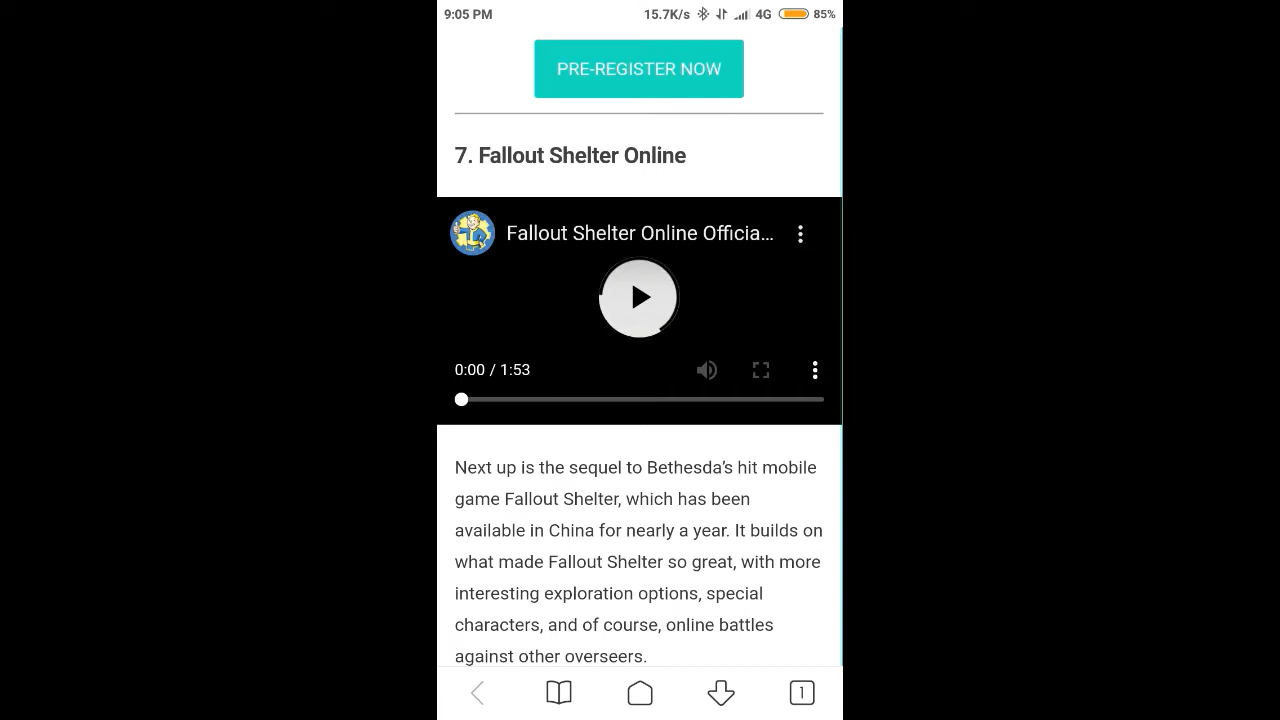 9:05 PM 15.7K/s 4G 85%
PRE-REGISTER NOW
7. Fallout Shelter Online
Fallout Shelter Online Officia...
0:00 / 1:53
Next up is the sequel to Bethesda’s hit mobile
game Fallout Shelter, which has been
available in China for nearly a year. It builds on
what made Fallout Shelter so great, with more
interesting exploration options, special
characters, and of course, online battles
against other overseers.
1